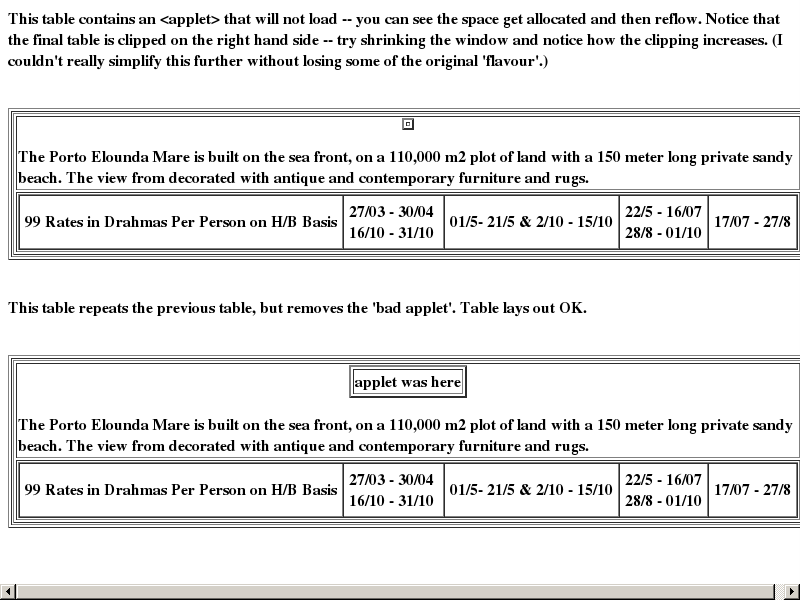 This table contains an <applet> that will not load -- you can see the space get allocated and then reflow. Notice that
the final table is clipped on the right hand side -- try shrinking the window and notice how the clipping increases. (I
couldn't really simplify this further without losing some of the original 'flavour'.)
The Porto Elounda Mare is built on the sea front, on a 110,000 m2 plot of land with a 150 meter long private sandy
beach. The view from decorated with antique and contemporary furniture and rugs.
99 Rates in Drahmas Per Person on H/B Basis
27/03 - 30/04
16/10 - 31/10
01/5- 21/5 & 2/10 - 15/10
22/5 - 16/07
28/8 - 01/10
17/07 - 27/8
This table repeats the previous table, but removes the 'bad applet'. Table lays out OK.
applet was here
The Porto Elounda Mare is built on the sea front, on a 110,000 m2 plot of land with a 150 meter long private sandy
beach. The view from decorated with antique and contemporary furniture and rugs.
99 Rates in Drahmas Per Person on H/B Basis
27/03 - 30/04
16/10 - 31/10
01/5- 21/5 & 2/10 - 15/10
22/5 - 16/07
28/8 - 01/10
17/07 - 27/8